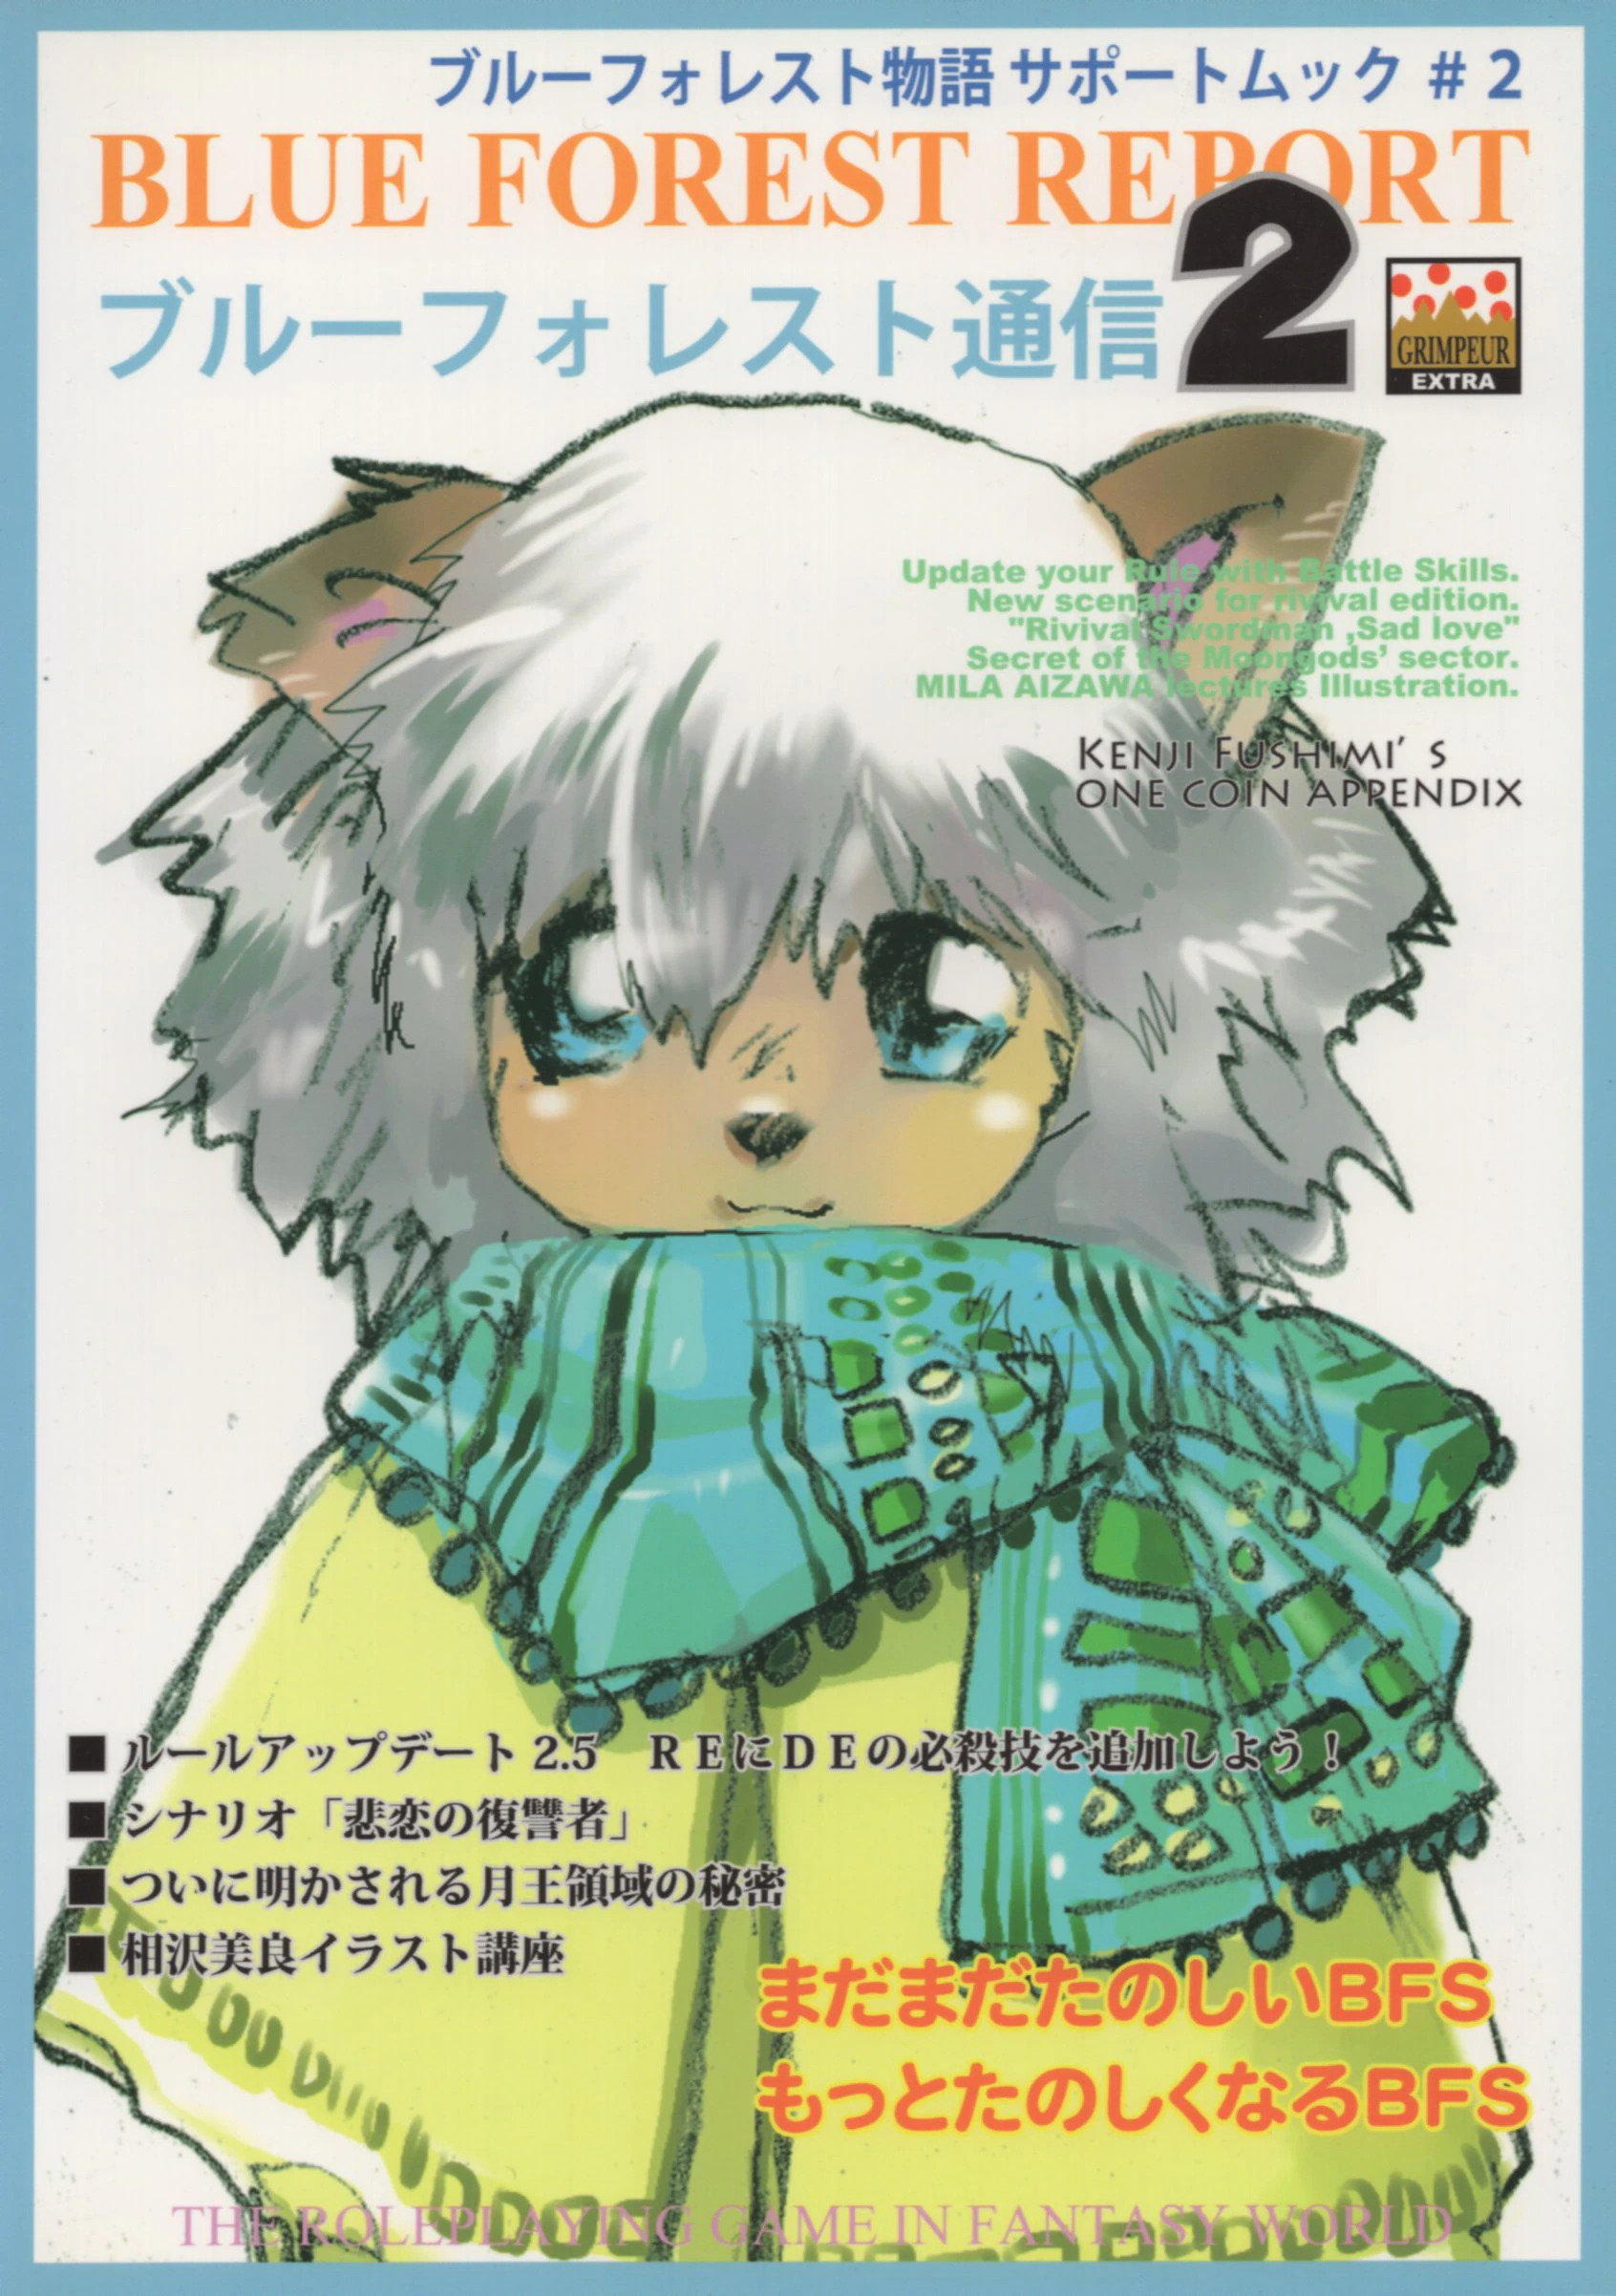 ブルーフォレスト物語 サポートムック #2
BLUE FOREST REPORT
ブルーフォレスト通信
2
GRIMPEUR
EXTRA
Update your Rule with Battle Skills.
New scenario for rivival edition.
"Rivival Swordman ,Sad love"
Secret of the Moongods' sector.
MILA AIZAWA lectures Illustration.
KENJI FUSHIMI' S
ONE COIN APPENDIX
■ ルールアップデート 2.5 REにDEの必殺技を追加しよう!
■ シナリオ「悲恋の復讐者」
■ ついに明かされる月王領域の秘密
■ 相沢美良イラスト講座
まだまだたのしいBFS
もっとたのしくなるBFS
THE ROLEPLAYING GAME IN FANTASY WORLD